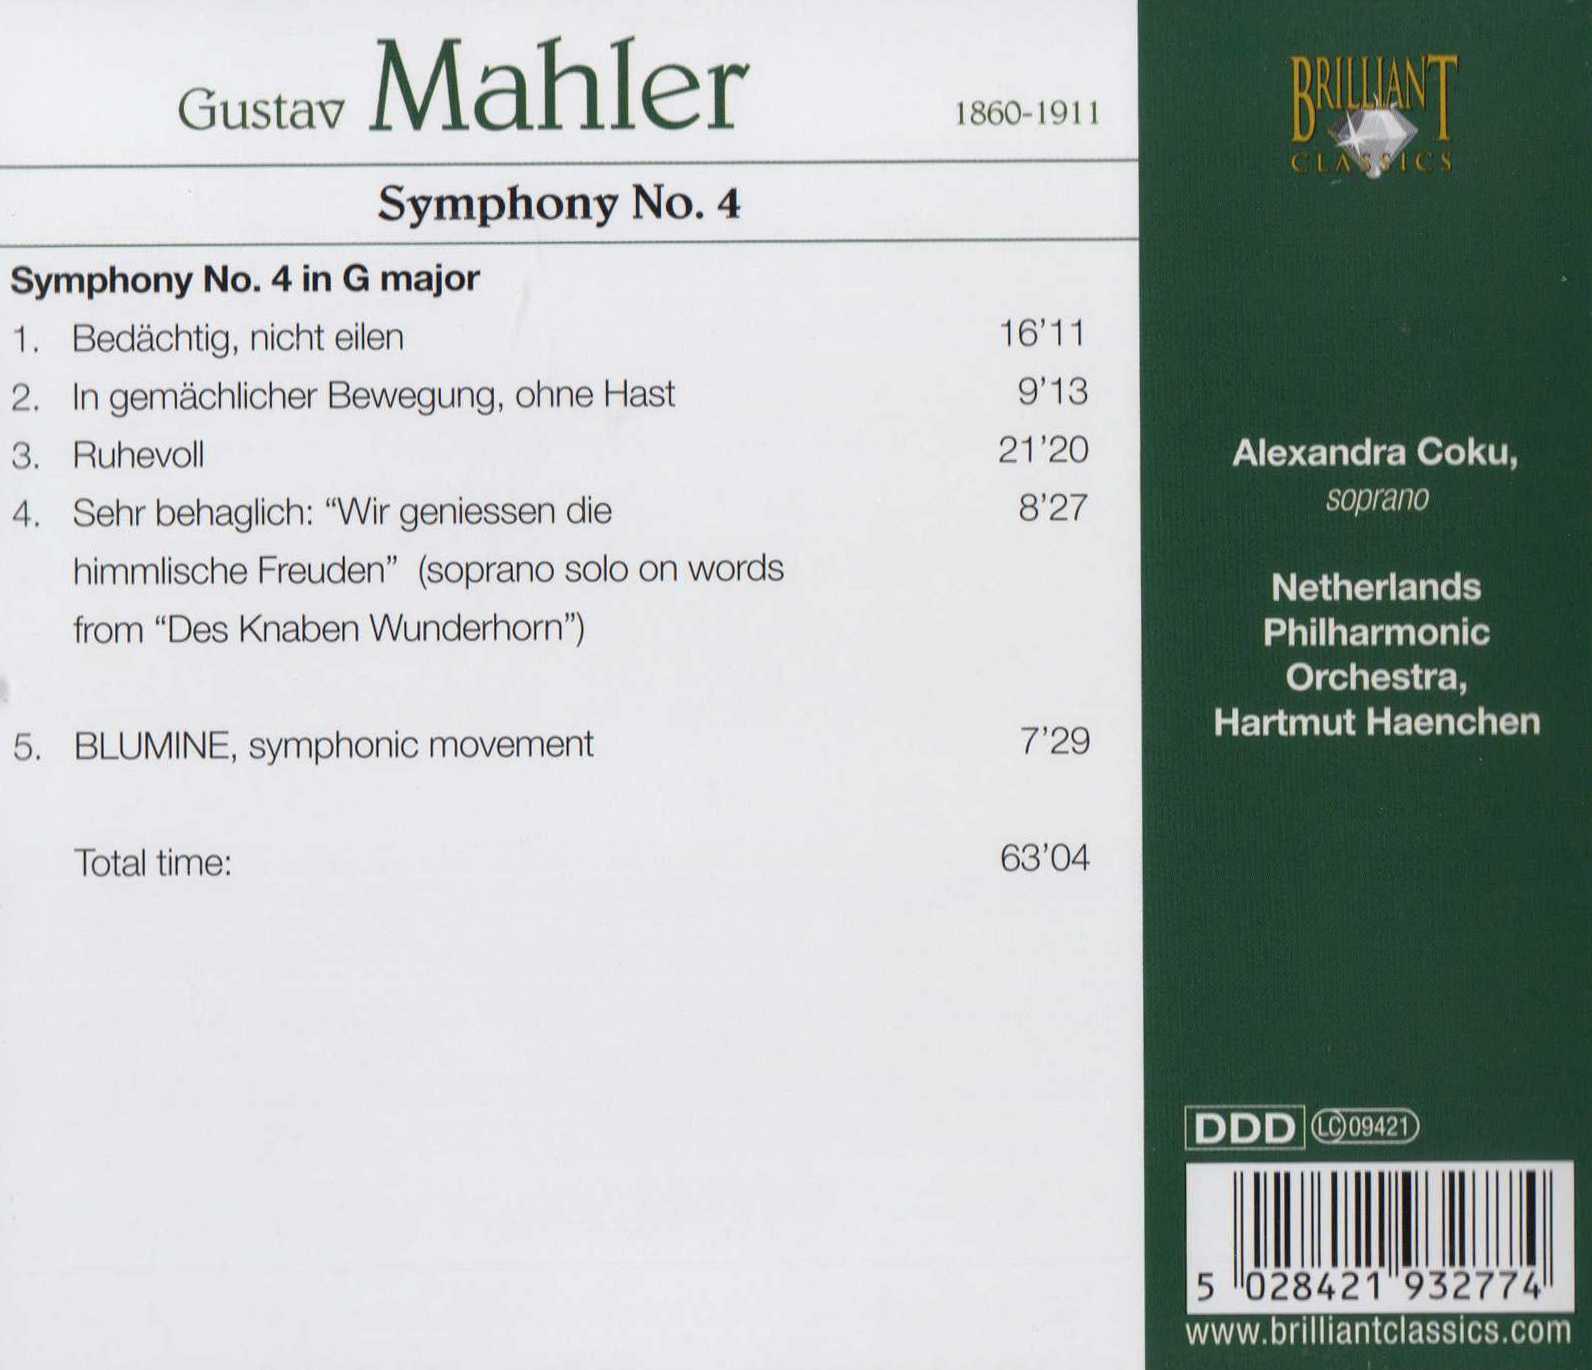 Gustav Mahler 1860-1911
Symphony No. 4
Symphony No. 4 in G major
1. Bedächtig, nicht eilen 16’11
2. In gemächlicher Bewegung, ohne Hast 9’13
3. Ruhevoll 21’20
4. Sehr behaglich: “Wir geniessen die 8’27
himmlische Freuden” (soprano solo on words
from “Des Knaben Wunderhorn”)
5. BLUMINE, symphonic movement 7’29
Total time: 63’04
BRILLIANT
CLASSICS
Alexandra Coku,
soprano
Netherlands
Philharmonic
Orchestra,
Hartmut Haenchen
DDD LC 09421
5 028421 932774
www.brilliantclassics.com